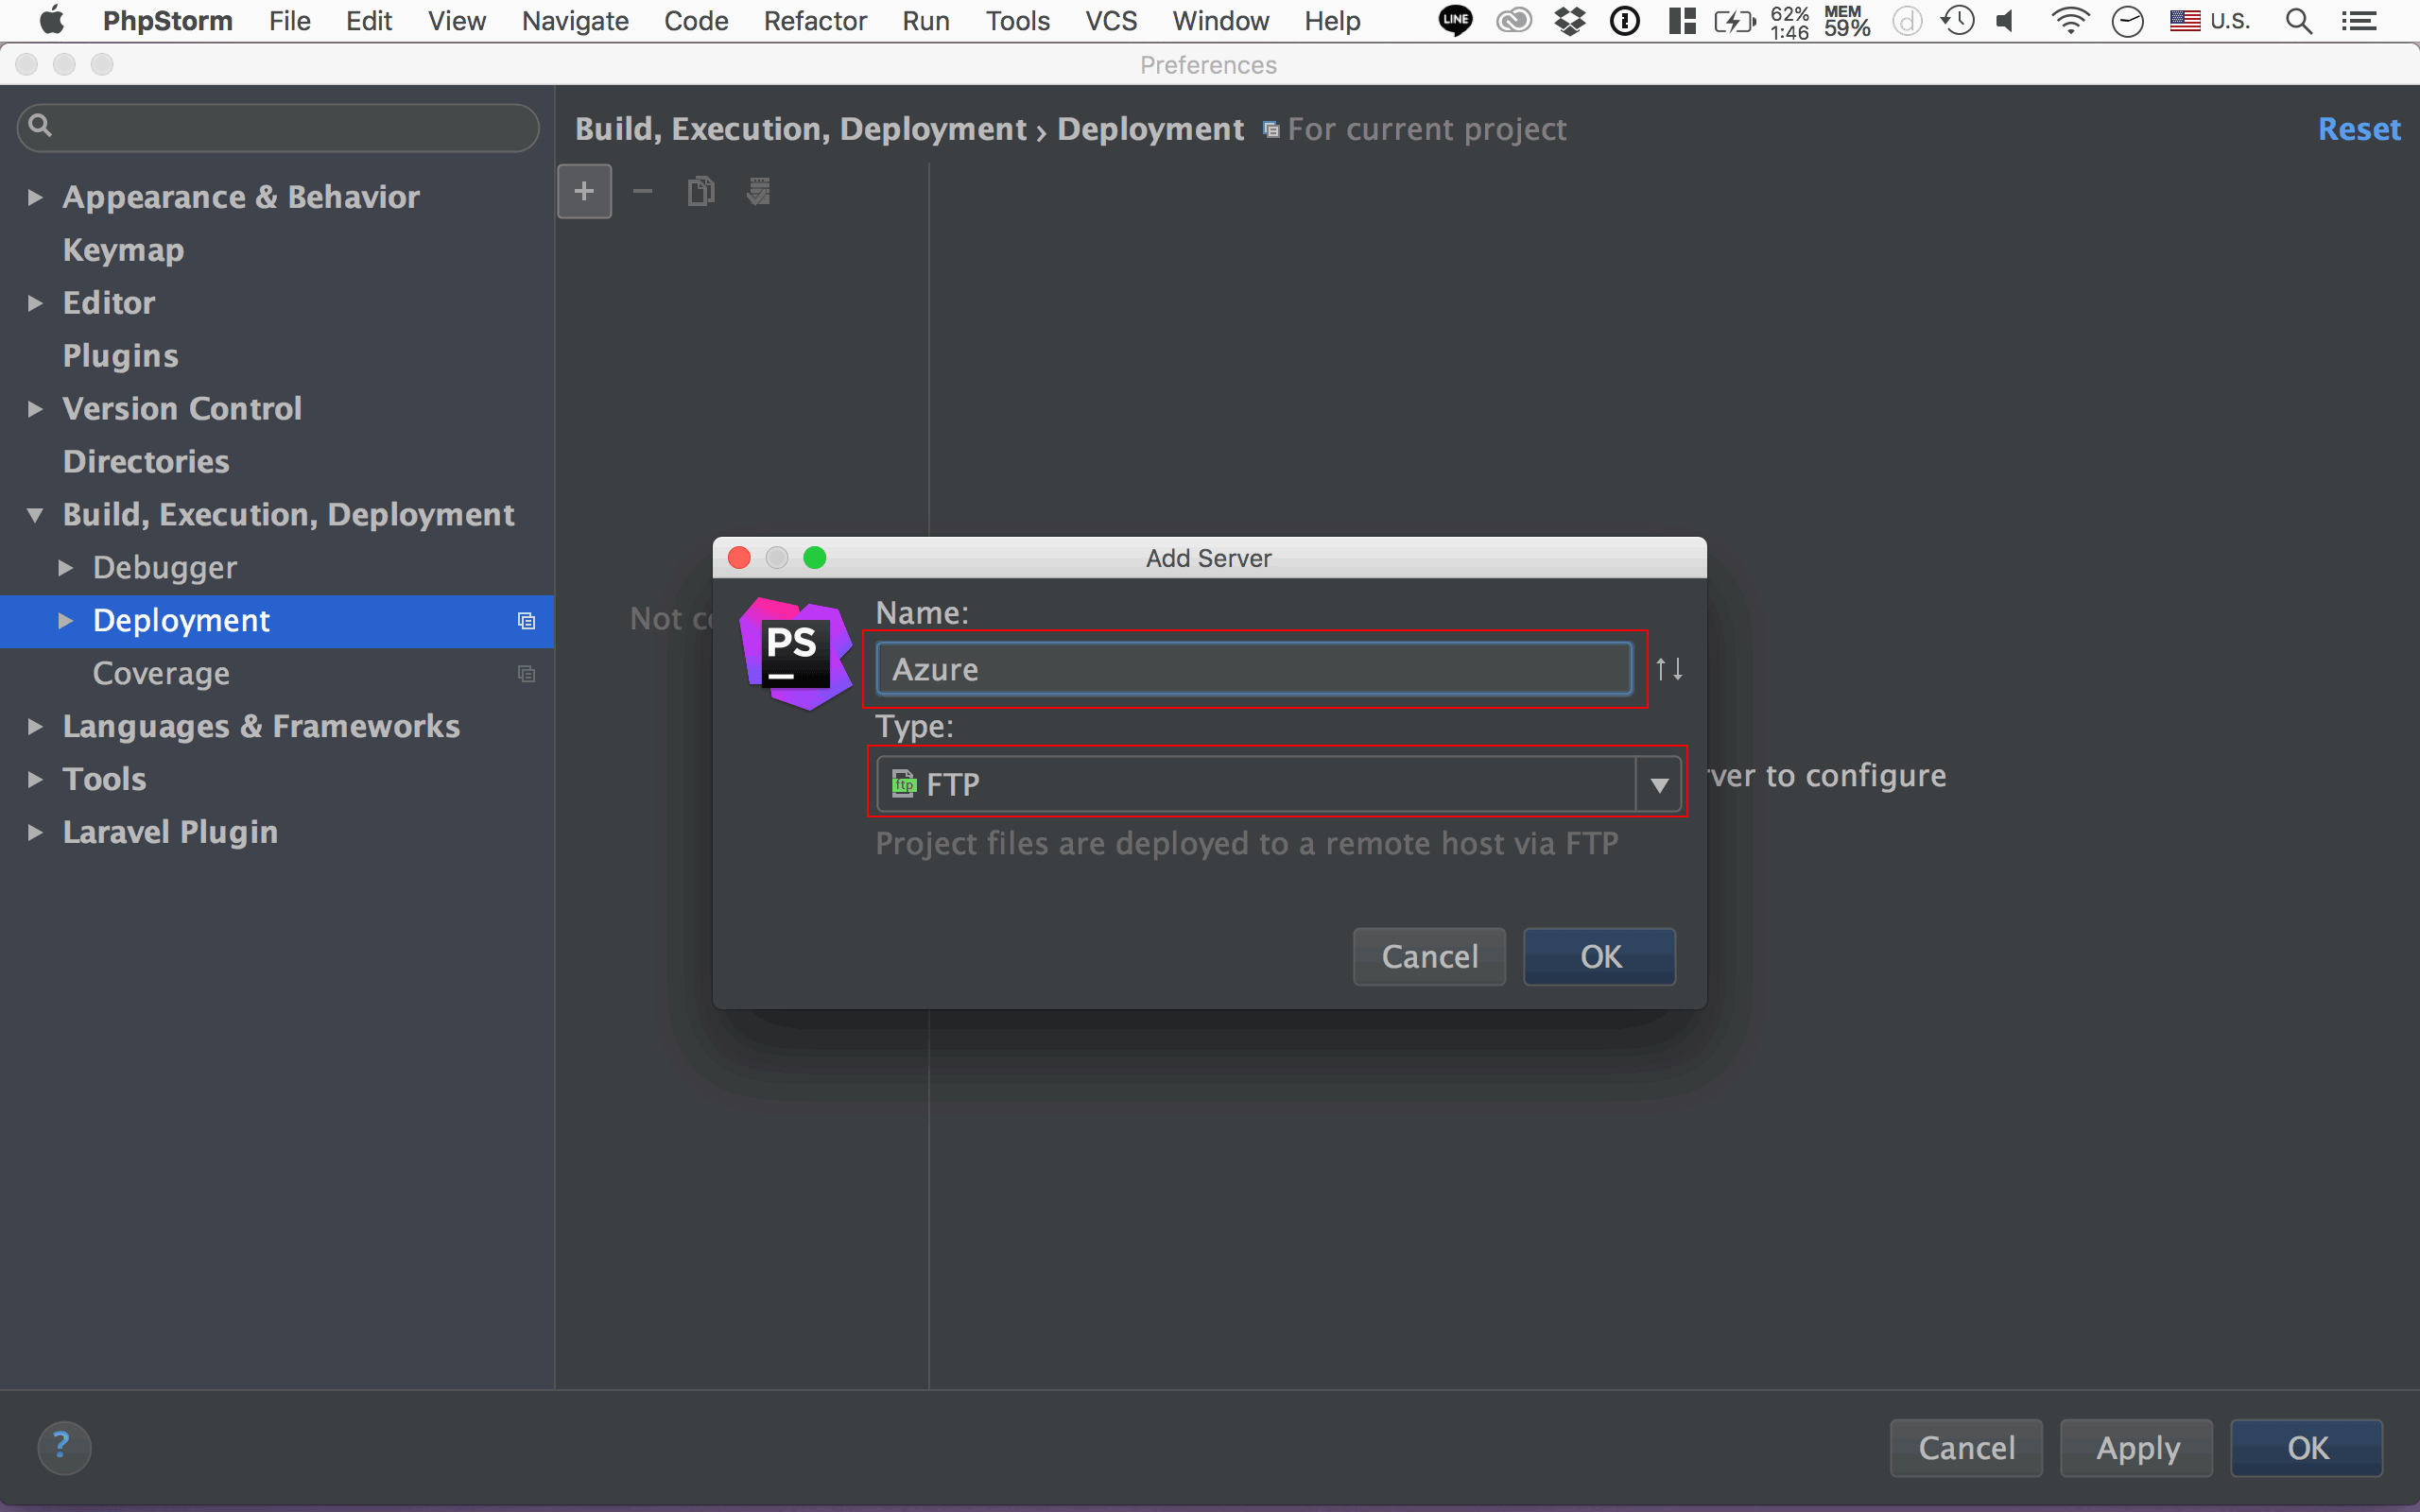 PhpStorm File Edit View Navigate Code Refactor Run Tools VCS Window Help LINE 62% 1:46 MEM 59% U.S.
Preferences
Build, Execution, Deployment › Deployment For current project Reset
Appearance & Behavior
Keymap
Editor
Plugins
Version Control
Directories
Build, Execution, Deployment
Debugger
Deployment
Coverage
Languages & Frameworks
Tools
Laravel Plugin
Not
Add Server
PS
Name:
Azure
Type:
ftp FTP
to configure
Project files are deployed to a remote host via FTP
Cancel OK
? Cancel Apply OK